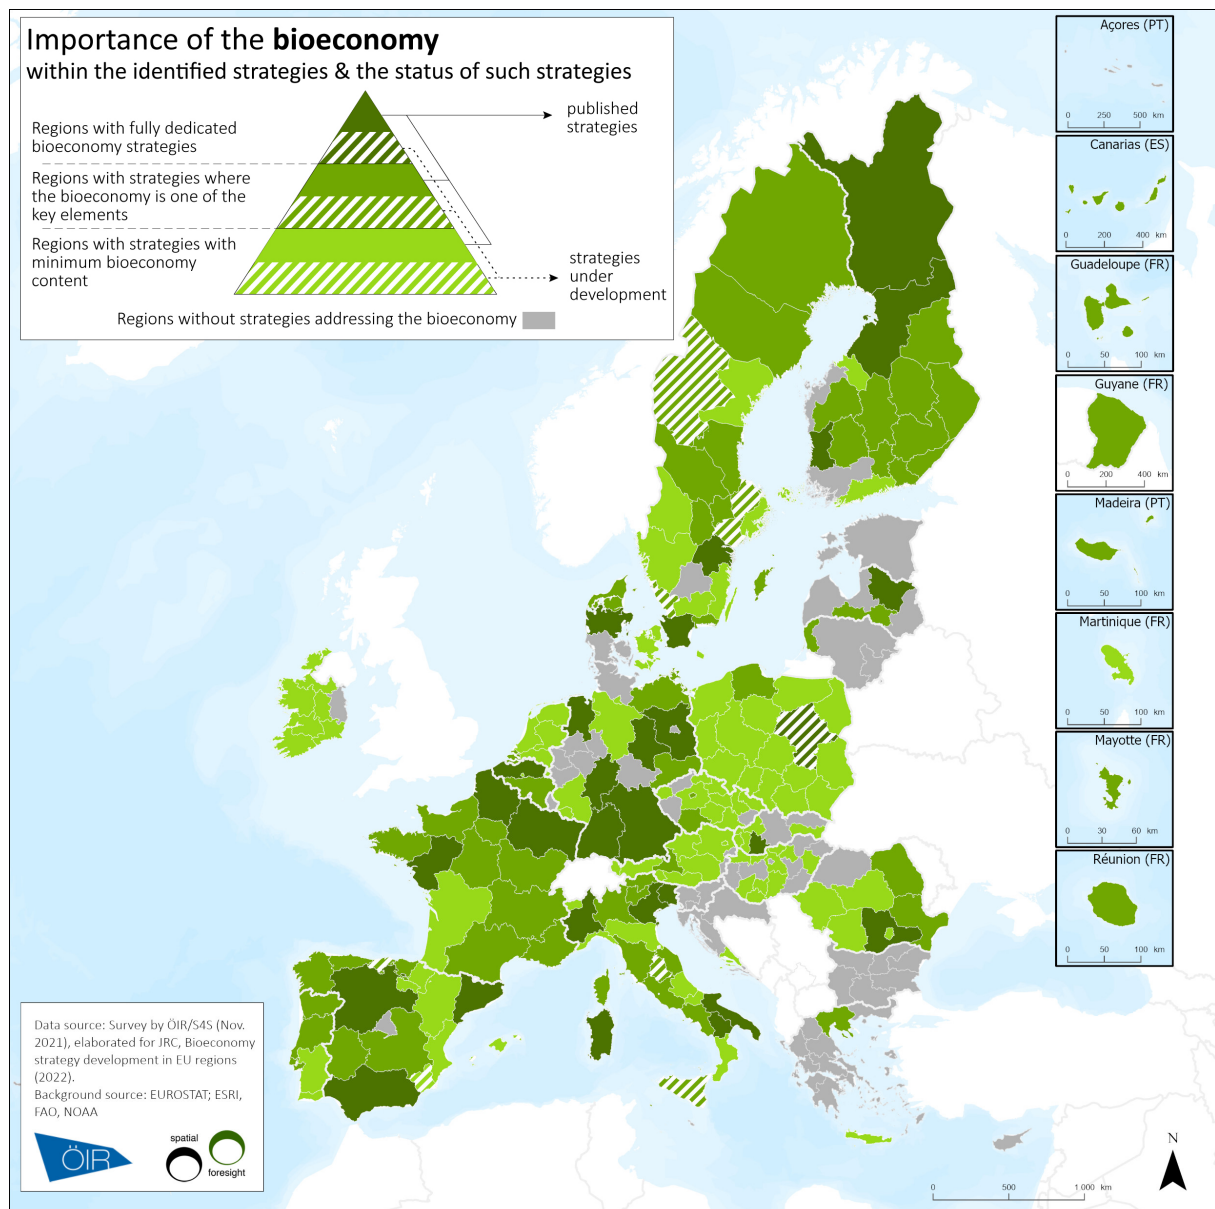 Importance of the bioeconomy
within the identified strategies & the status of such strategies
Regions with fully dedicated
bioeconomy strategies
Regions with strategies where
the bioeconomy is one of the
key elements
Regions with strategies with
minimum bioeconomy
content
published
strategies
strategies
under
development
Regions without strategies addressing the bioeconomy
Açores (PT)
0 250 500 km
Canarias (ES)
0 200 400 km
Guadeloupe (FR)
0 50 100 km
Guyane (FR)
0 200 400 km
Madeira (PT)
0 50 100 km
Martinique (FR)
0 50 100 km
Mayotte (FR)
0 30 60 km
Réunion (FR)
0 50 100 km
Data source: Survey by ÖIR/S4S (Nov.
2021), elaborated for JRC, Bioeconomy
strategy development in EU regions
(2022).
Background source: EUROSTAT; ESRI,
FAO, NOAA
ÖIR
spatial
foresight
N
0 500 1 000 km